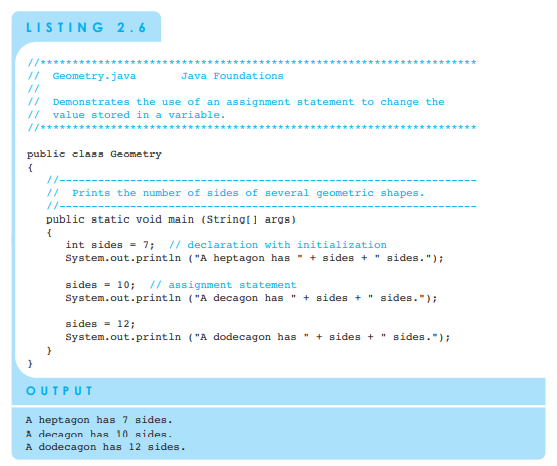 LISTING 2.6
//********************************************************************
//  Geometry.java       Java Foundations
//
//  Demonstrates the use of an assignment statement to change the
//  value stored in a variable.
//********************************************************************
public class Geometry
{
//-----------------------------------------------------------------
//  Prints the number of sides of several geometric shapes.
//-----------------------------------------------------------------
public static void main (String[] args)
{
int sides = 7;  // declaration with initialization
System.out.println ("A heptagon has " + sides + " sides.");
sides = 10;  // assignment statement
System.out.println ("A decagon has " + sides + " sides.");
sides = 12;
System.out.println ("A dodecagon has " + sides + " sides.");
}
}
OUTPUT
A heptagon has 7 sides.
A decagon has 10 sides.
A dodecagon has 12 sides.